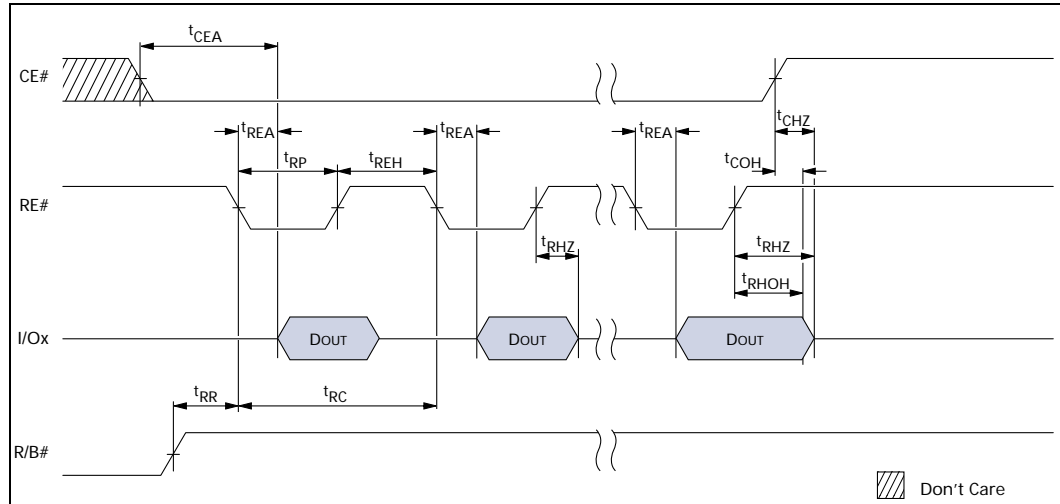 tCEA
CE#
tCHZ
tREA
tREA
tREA
tCOH
tRP
tREH
RE#
tRHZ
tRHZ
tRHOH
I/Ox
DOUT
DOUT
DOUT
tRR
tRC
R/B#
Don't Care